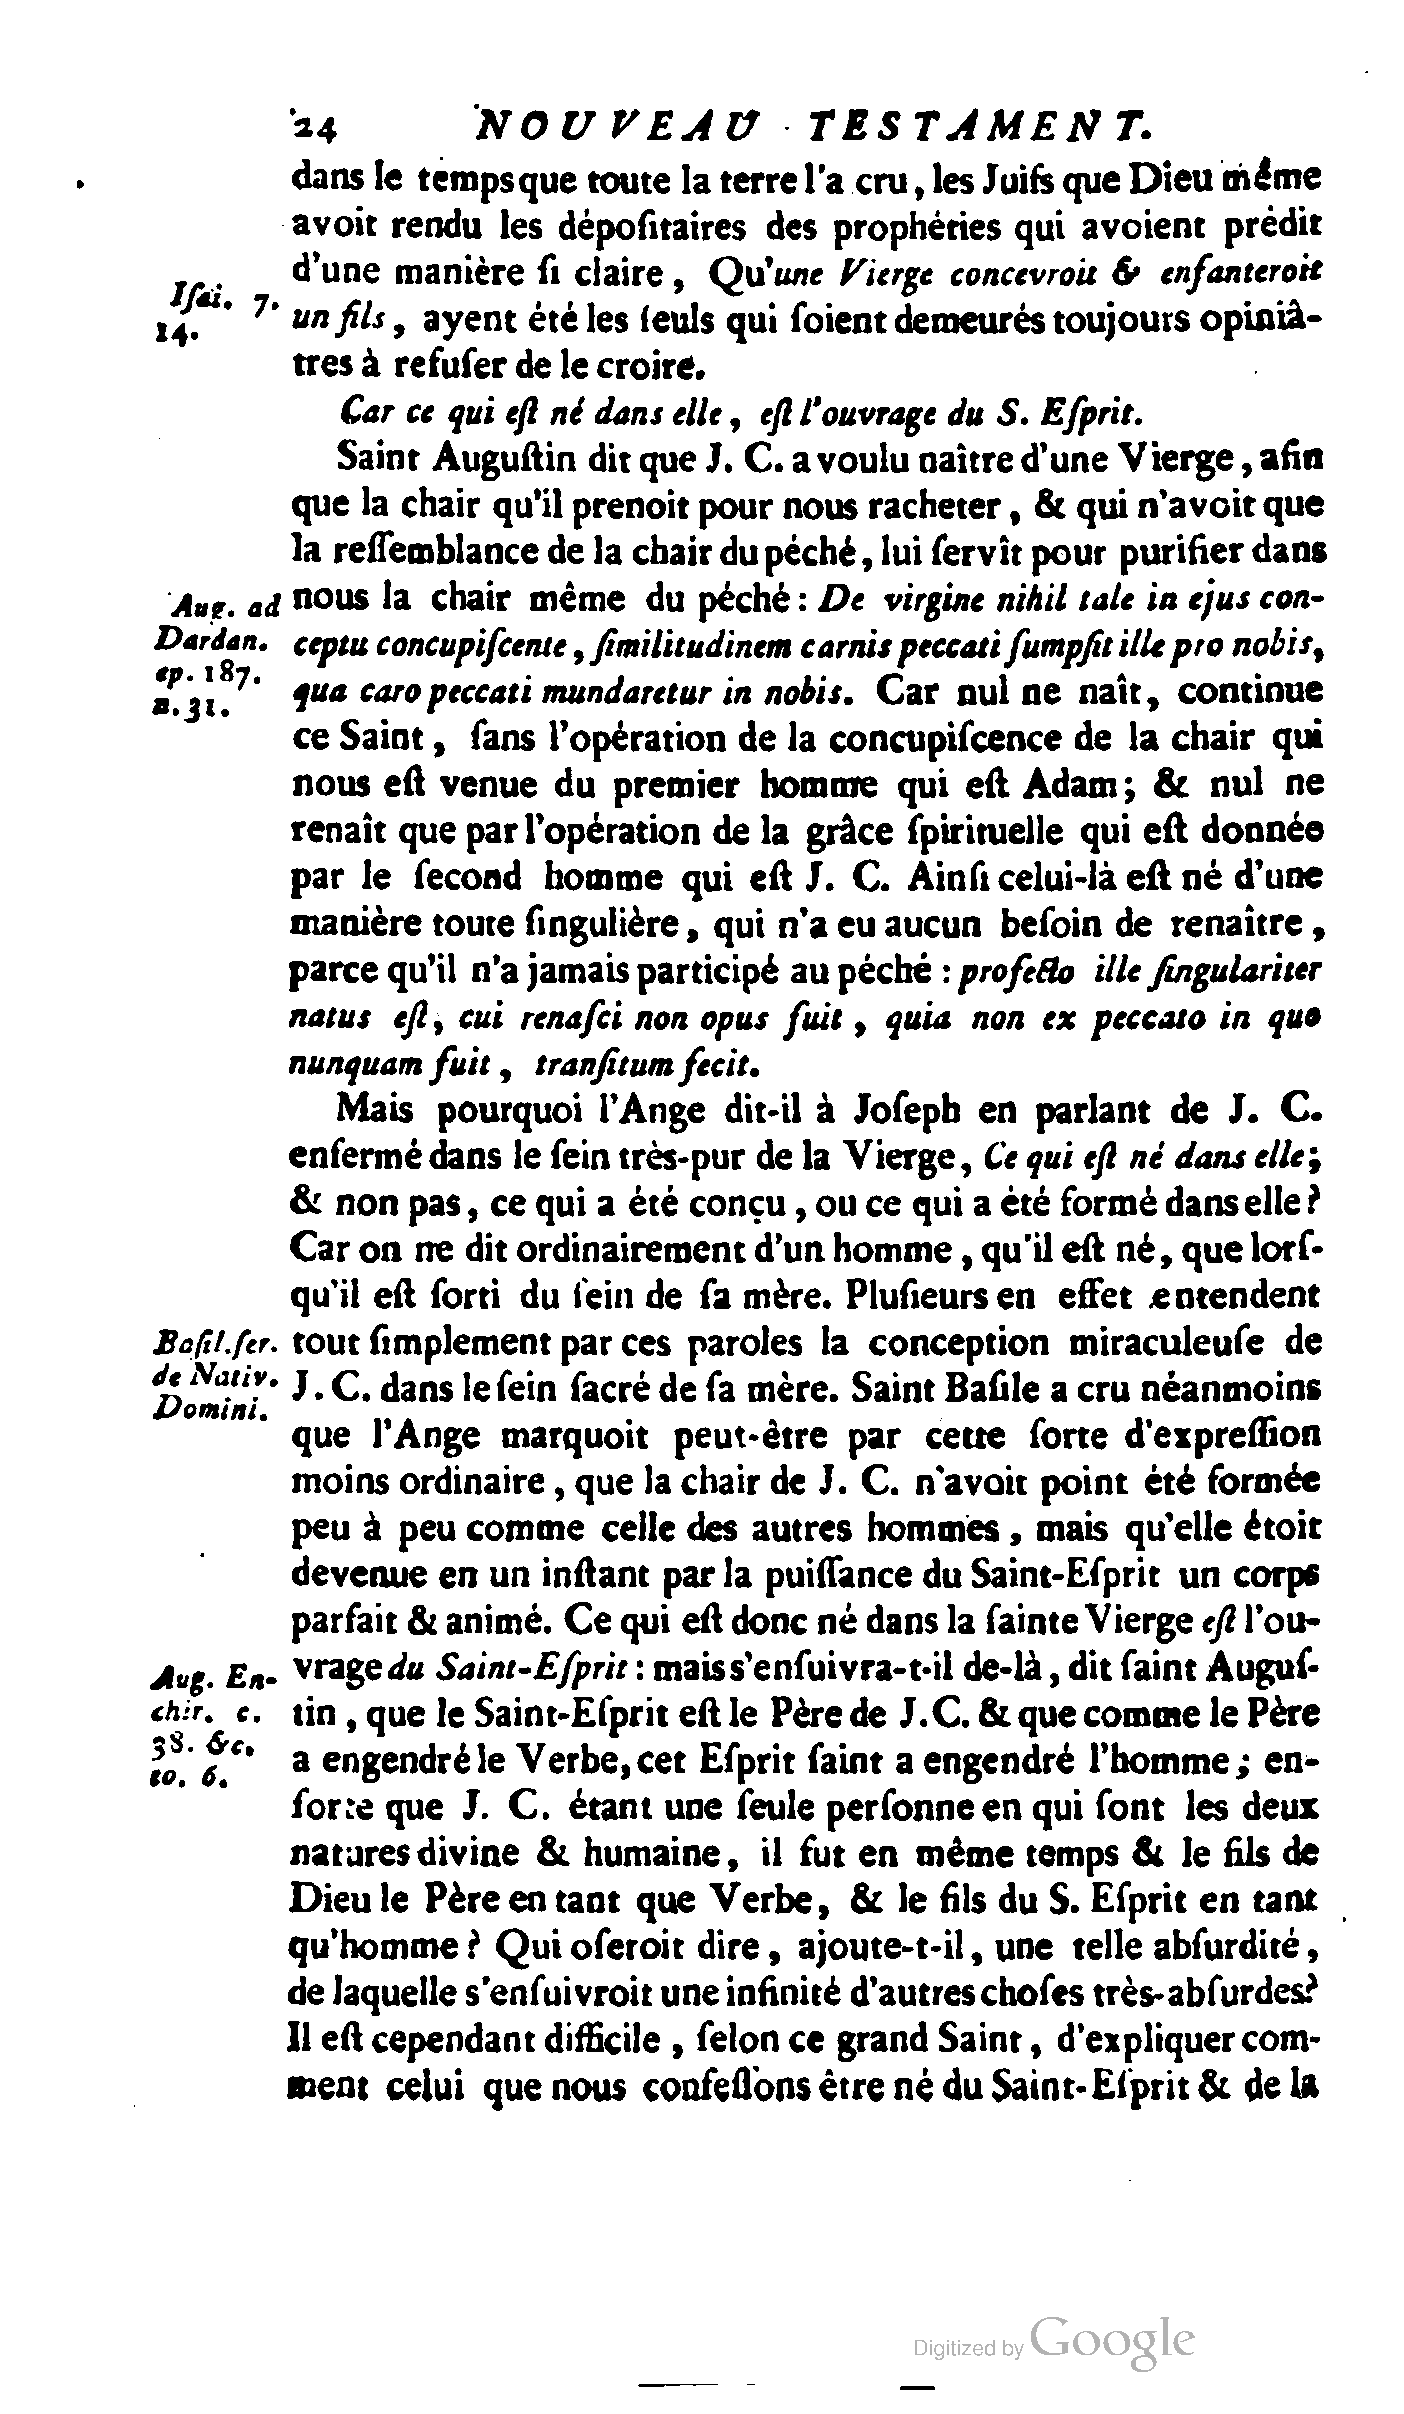 24 NOUVEAU TESTAMENT.
dans le temps que toute la terre l'a cru, les Juifs que Dieu même
avoit rendu les dépoſitaires des prophéties qui avoient prédit
d'une manière ſi claire, Qu'une Vierge concevroit & enfanteroit
Iſai. 7.
14.
un fils, ayent été les ſeuls qui ſoient demeurés toujours opiniâ-
tres à refuſer de le croire.
Car ce qui eſt né dans elle, eſt l'ouvrage du S. Eſprit.
Saint Auguſtin dit que J. C. a voulu naître d'une Vierge, afin
que la chair qu'il prenoit pour nous racheter, & qui n'avoit que
la reſſemblance de la chair du péché, lui ſervît pour purifier dans
nous la chair même du péché : De virgine nihil tale in ejus con-
ceptu concupiſcente, ſimilitudinem carnis peccati ſumpſit ille pro nobis,
qua caro peccati mundaretur in nobis. Car nul ne naît, continue
Aug. ad
Dardan.
ep. 187.
n. 31.
ce Saint, ſans l'opération de la concupiſcence de la chair qui
nous eſt venue du premier homme qui eſt Adam; & nul ne
renaît que par l'opération de la grâce ſpirituelle qui eſt donnée
par le ſecond homme qui eſt J. C. Ainſi celui-là eſt né d'une
manière toute ſingulière, qui n'a eu aucun beſoin de renaître,
parce qu'il n'a jamais participé au péché : profecto ille ſingulariter
natus eſt, cui renaſci non opus fuit, quia non ex peccato in quo
nunquam fuit, tranſitum fecit.
Mais pourquoi l'Ange dit-il à Joſeph en parlant de J. C.
enfermé dans le ſein très-pur de la Vierge, Ce qui eſt né dans elle;
& non pas, ce qui a été conçu, ou ce qui a été formé dans elle?
Car on ne dit ordinairement d'un homme, qu'il eſt né, que lorſ-
qu'il eſt ſorti du ſein de ſa mère. Pluſieurs en effet entendent
tout ſimplement par ces paroles la conception miraculeuſe de
J. C. dans le ſein ſacré de ſa mère. Saint Baſile a cru néanmoins
Baſil. ſer.
de Nativ.
Domini.
que l'Ange marquoit peut-être par cette ſorte d'expreſſion
moins ordinaire, que la chair de J. C. n'avoit point été formée
peu à peu comme celle des autres hommes, mais qu'elle étoit
devenue en un inſtant par la puiſſance du Saint-Eſprit un corps
parfait & animé. Ce qui eſt donc né dans la ſainte Vierge eſt l'ou-
vrage du Saint-Eſprit : mais s'enſuivra-t-il de-là, dit ſaint Auguſ-
tin, que le Saint-Eſprit eſt le Père de J. C. & que comme le Père
a engendré le Verbe, cet Eſprit ſaint a engendré l'homme; en-
Aug. En-
chir. c.
38. &c.
to. 6.
ſorte que J. C. étant une ſeule perſonne en qui ſont les deux
natures divine & humaine, il fut en même temps & le fils de
Dieu le Père en tant que Verbe, & le fils du S. Eſprit en tant
qu'homme? Qui oſeroit dire, ajoute-t-il, une telle abſurdité,
de laquelle s'enſuivroit une infinité d'autres choſes très-abſurdes?
Il eſt cependant difficile, ſelon ce grand Saint, d'expliquer com-
ment celui que nous confeſſons être né du Saint-Eſprit & de la
Digitized by Google